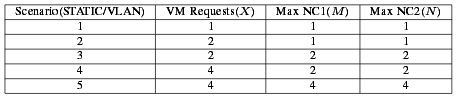 Scenario(STATIC/VLAN) VM Requests(X) Max NC1(M) Max NC2(N)
1 1 1 1
2 2 1 1
3 2 2 2
4 4 2 2
5 4 4 4